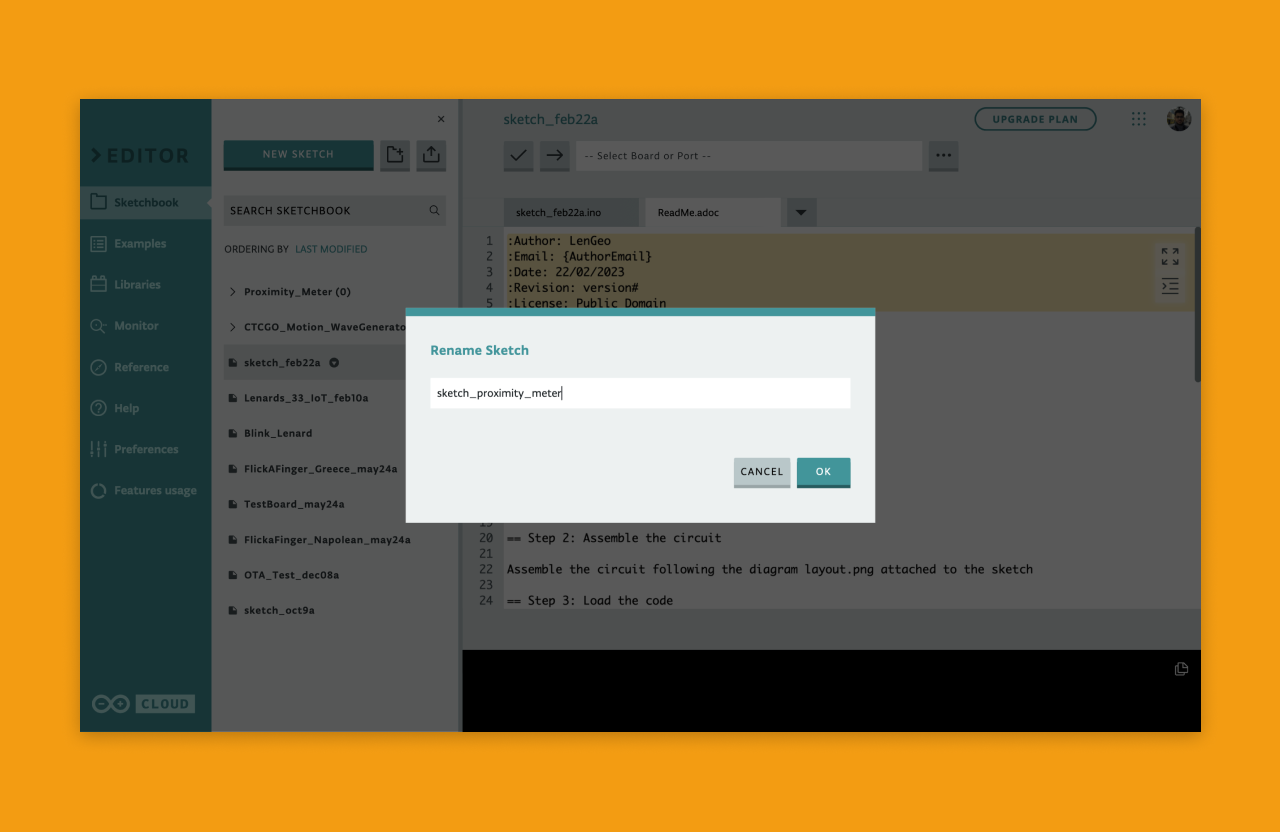 EDITOR
Sketchbook
Examples
Libraries
Monitor
Reference
Help
Preferences
Features usage
CLOUD
NEW SKETCH
SEARCH SKETCHBOOK
ORDERING BY LAST MODIFIED
Proximity_Meter (0)
CTCGO_Motion_WaveGenerato
sketch_feb22a
Lenards_33_IoT_feb10a
Blink_Lenard
FlickAFinger_Greece_may24a
TestBoard_may24a
FlickaFinger_Napolean_may24a
OTA_Test_dec08a
sketch_oct9a
sketch_feb22a
UPGRADE PLAN
-- Select Board or Port --
sketch_feb22a.ino
ReadMe.adoc
1 :Author: LenGeo
2 :Email: {AuthorEmail}
3 :Date: 22/02/2023
4 :Revision: version#
5 :License: Public Domain
Rename Sketch
sketch_proximity_meter
CANCEL
OK
19
20 == Step 2: Assemble the circuit
21
22 Assemble the circuit following the diagram layout.png attached to the sketch
23
24 == Step 3: Load the code